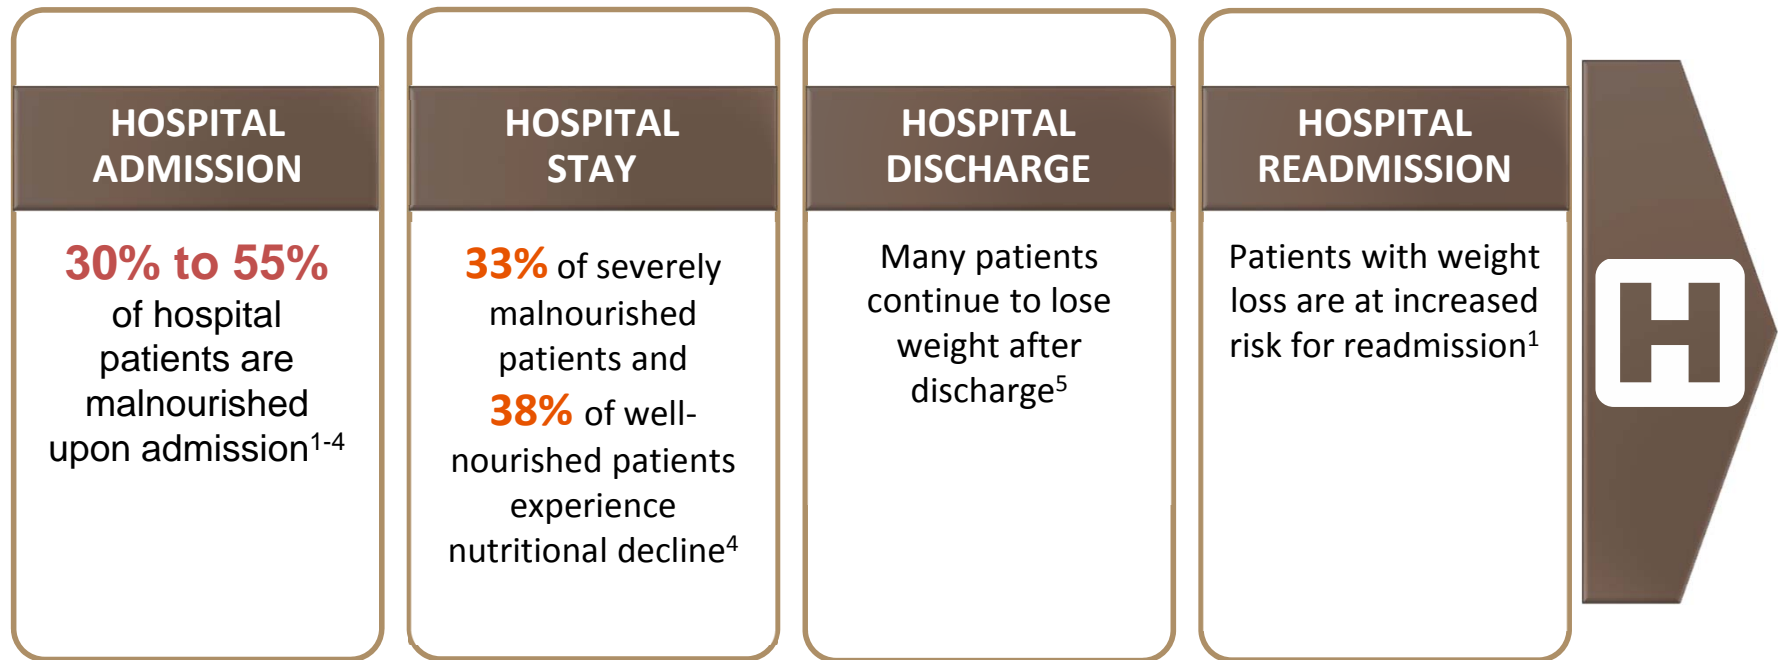 HOSPITAL
ADMISSION
30% to 55%
of hospital
patients are
malnourished
upon admission1-4
HOSPITAL
STAY
33% of severely
malnourished
patients and
38% of well-
nourished patients
experience
nutritional decline4
HOSPITAL
DISCHARGE
Many patients
continue to lose
weight after
discharge5
HOSPITAL
READMISSION
Patients with weight
loss are at increased
risk for readmission1
H